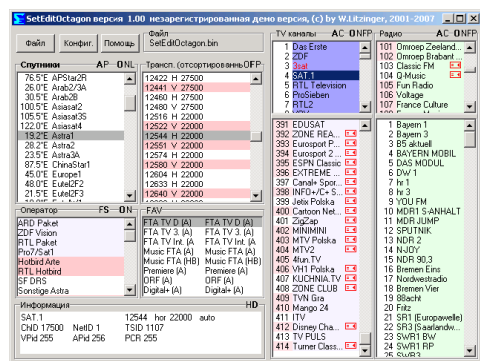 SetEditOctagon версия 1.00 незарегистрированная дено версия, (c) by W.Litzinger, 2001-2007
Файл Конфиг. Помощь
Файл
SetEditOctagon.bin
Спутники AP ONL
76.5°E APStar2R
26.0°E Arab2/3A
30.5°E Arab2B
100.5°E Asiasat2
105.5°E Asiasat3S
122.0°E Asiasat4
19.2°E Astra1
28.2°E Astra2
23.5°E Astra3A
87.5°E ChinaStar1
45.0°E Europe1
48.0°E Eutel2F2
21.5°E Eutel2F3
Трансп. (отсортированнь OFP
12422 H 27500
12441 V 27500
12460 H 27500
12480 V 27500
12516 H 22000
12522 V 22000
12544 H 22000
12551 V 22000
12574 H 22000
12580 V 22000
12604 H 22000
12633 H 22000
12640 V 22000
Оператор FS ON
ARD Paket
ZDF Vision
RTL Paket
Pro7/Sat1
Hotbird Arte
RTL Hotbird
SF DRS
Sonstige Astra
FAV
FTA TV D (A) FTA TV D (A)
FTA TV 3. (A) FTA TV 3. (A)
FTA TV Int. (A FTA TV Int. (A
Music FTA (A) Music FTA (A)
Music FTA (HB) Music FTA (HB)
Premiere (A) Premiere (A)
ORF (A) ORF (A)
Digital+ (A) Digital+ (A)
Информация HD
SAT.1 12544 hor 22000 auto
CND 17500 NetID 1 TSID 1107
VPid 255 APid 256 PCR 255
TV каналы AC ONFP
1 Das Erste
2 ZDF
3 3sat
4 SAT.1
5 RTL Television
6 ProSieben
7 RTL2
391 EDUSAT
392 ZONE REA...
393 Eurosport P...
394 Eurosport 2 ...
395 ESPN Classic
396 EXTREME ...
397 Canal+ Spor...
398 INFO+/C+ S...
399 Jetix Polska
400 Cartoon Net...
401 ZigZap
402 MINIMINI
403 MTV Polska
404 MTV2
405 4fun.TV
406 VH1 Polska
407 KUCHNIA.TV
408 ZONE CLUB
409 TVN Gra
410 Mango 24
411 ITV
412 Disney Cha...
413 TV PULS
414 Turner Class...
Радио AC ONFP
101 Omroep Zeeland...
102 Omroep Brabant ...
103 Classic FM
104 Q-Music
105 Fun Radio
106 Voltage
107 France Culture
1 Bayern 1
2 Bayern 3
3 B5 aktuell
4 BAYERN MOBIL
5 DAS MODUL
6 DW 1
7 hr 1
8 hr 3
9 YOU FM
10 MDR1 S-ANHALT
11 MDR JUMP
12 SPUTNIK
13 NDR 2
14 N-JOY
15 NDR 90,3
16 Bremen Eins
17 Nordwestradio
18 Bremen Vier
19 88acht
20 Fritz
21 SR1 (Europawelle)
22 SR3 (Saarlandw...
23 SWR1 BW
24 SWR1 RP
25 SWR3